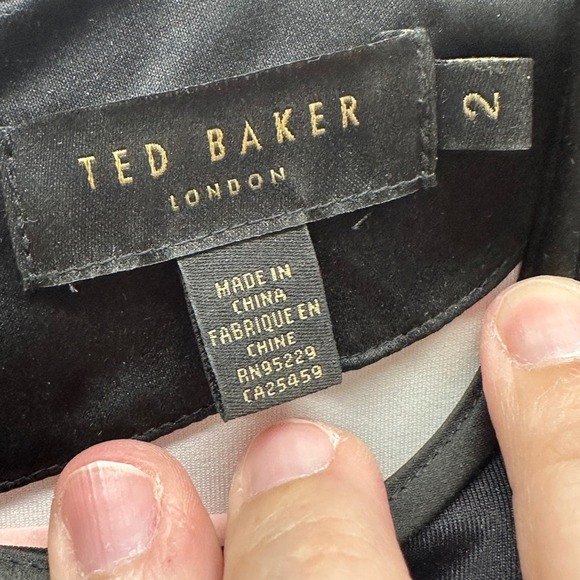 TED BAKER
LONDON
2
MADE IN
CHINA
FABRIQUE EN
CHINE
RN95229
CA25459